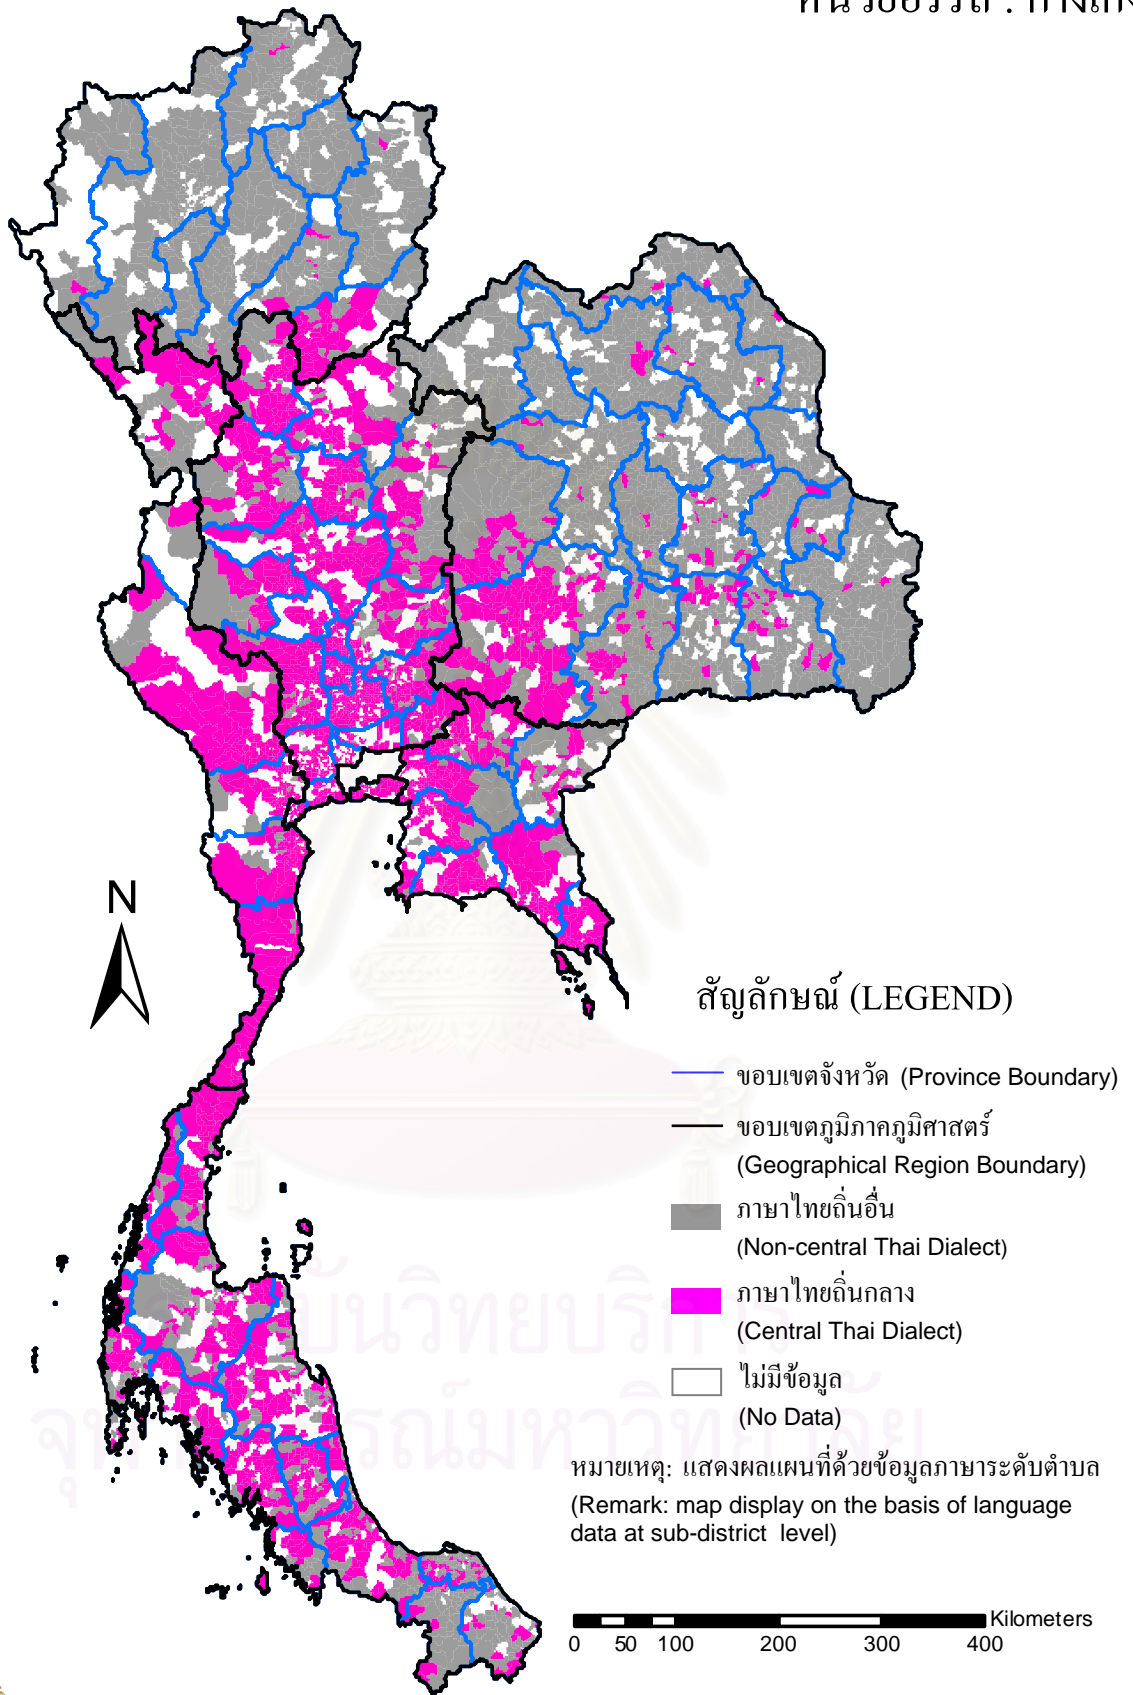 N
สัญลักษณ์ (LEGEND)
ขอบเขตจังหวัด (Province Boundary)
ขอบเขตภูมิภาคภูมิศาสตร์
(Geographical Region Boundary)
ภาษาไทยถิ่นอื่น
(Non-central Thai Dialect)
ภาษาไทยถิ่นกลาง
(Central Thai Dialect)
ไม่มีข้อมูล
(No Data)
หมายเหตุ: แสดงผลแผนที่ด้วยข้อมูลภาษาระดับตำบล
(Remark: map display on the basis of language
data at sub-district level)
Kilometers
0 50 100 200 300 400